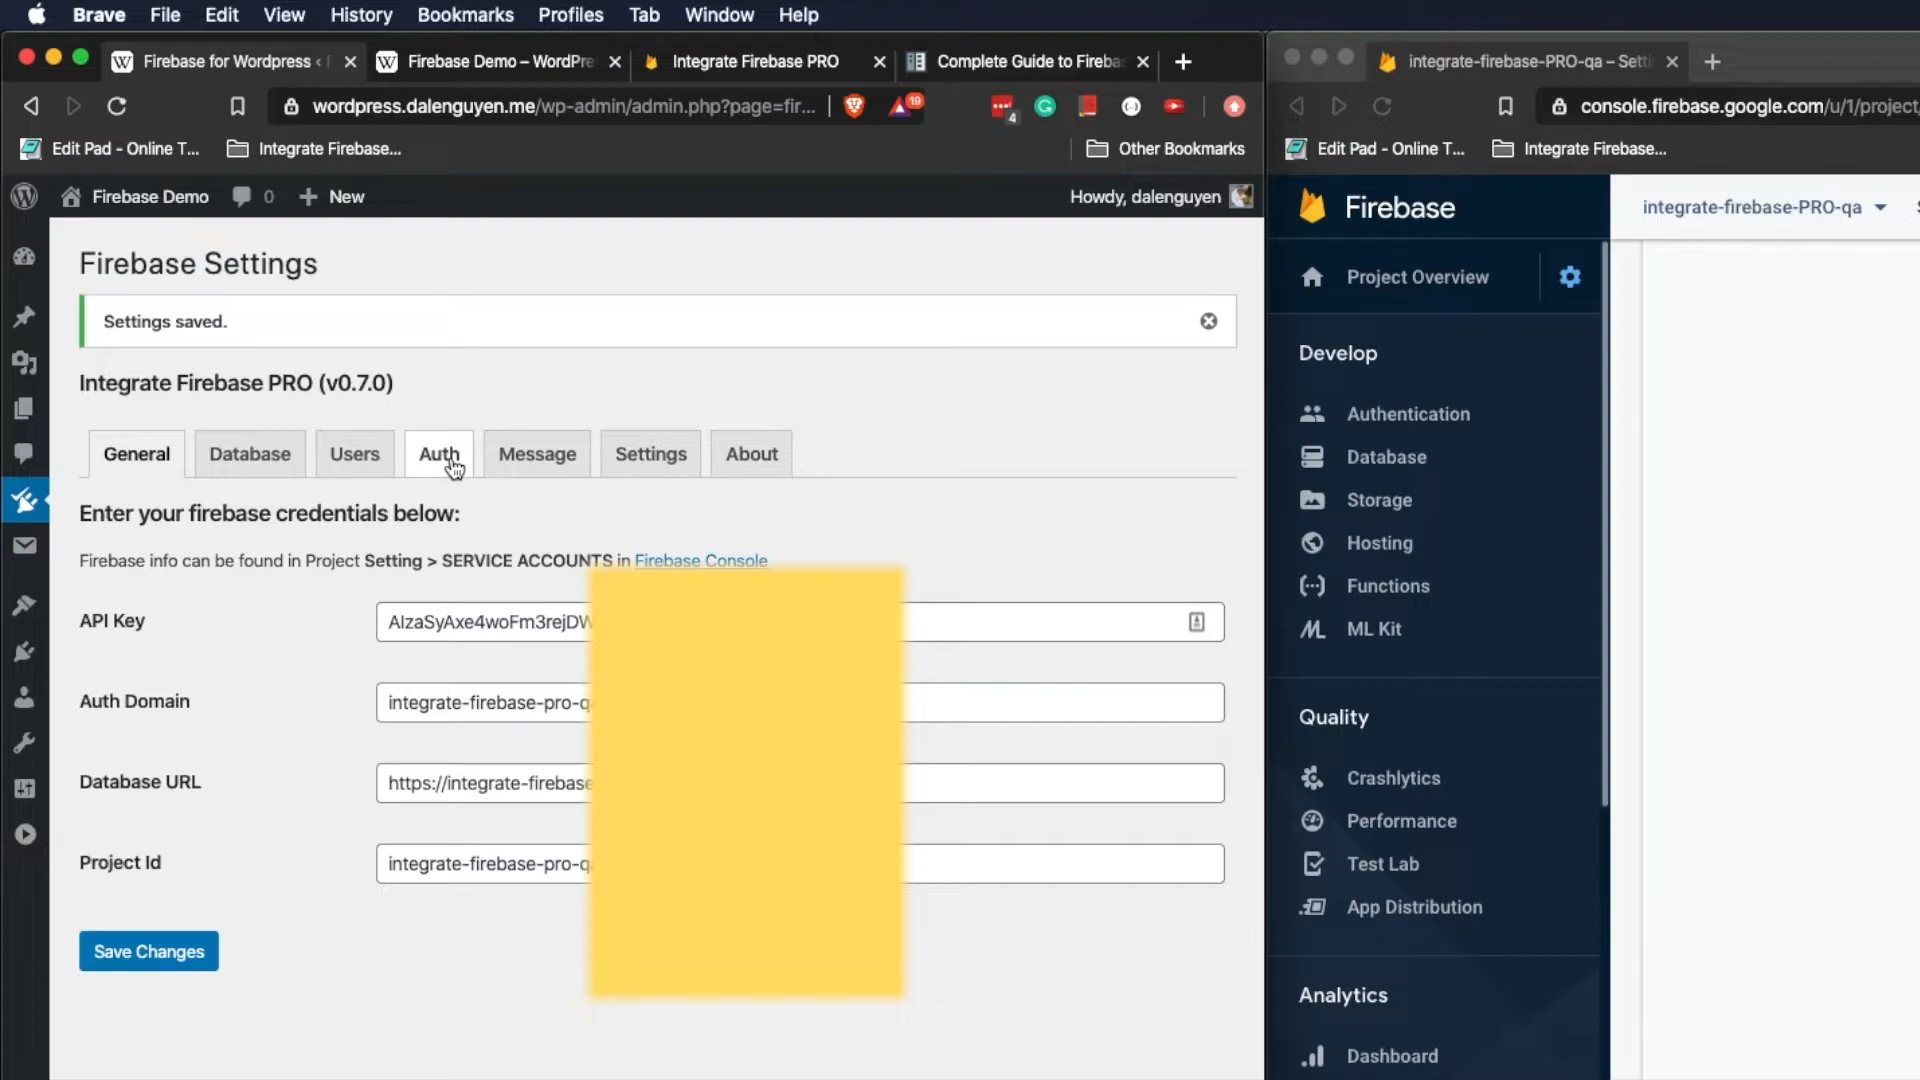 Brave File Edit View History Bookmarks Profiles Tab Window Help
Firebase for Wordpress ‹
Firebase Demo – WordPre
Integrate Firebase PRO
Complete Guide to Fireba
wordpress.dalenguyen.me/wp-admin/admin.php?page=fir...
19
4
Edit Pad - Online T...
Integrate Firebase...
Other Bookmarks
Firebase Demo
0
New
Howdy, dalenguyen
Firebase Settings
Settings saved.
Integrate Firebase PRO (v0.7.0)
General
Database
Users
Auth
Message
Settings
About
Enter your firebase credentials below:
Firebase info can be found in Project Setting > SERVICE ACCOUNTS in Firebase Console
API Key
AIzaSyAxe4woFm3rejDW
Auth Domain
integrate-firebase-pro-q
Database URL
https://integrate-firebase
Project Id
integrate-firebase-pro-q
Save Changes
integrate-firebase-PRO-qa – Setti
console.firebase.google.com/u/1/project
Edit Pad - Online T...
Integrate Firebase...
Firebase
integrate-firebase-PRO-qa
Project Overview
Develop
Authentication
Database
Storage
Hosting
Functions
ML Kit
Quality
Crashlytics
Performance
Test Lab
App Distribution
Analytics
Dashboard